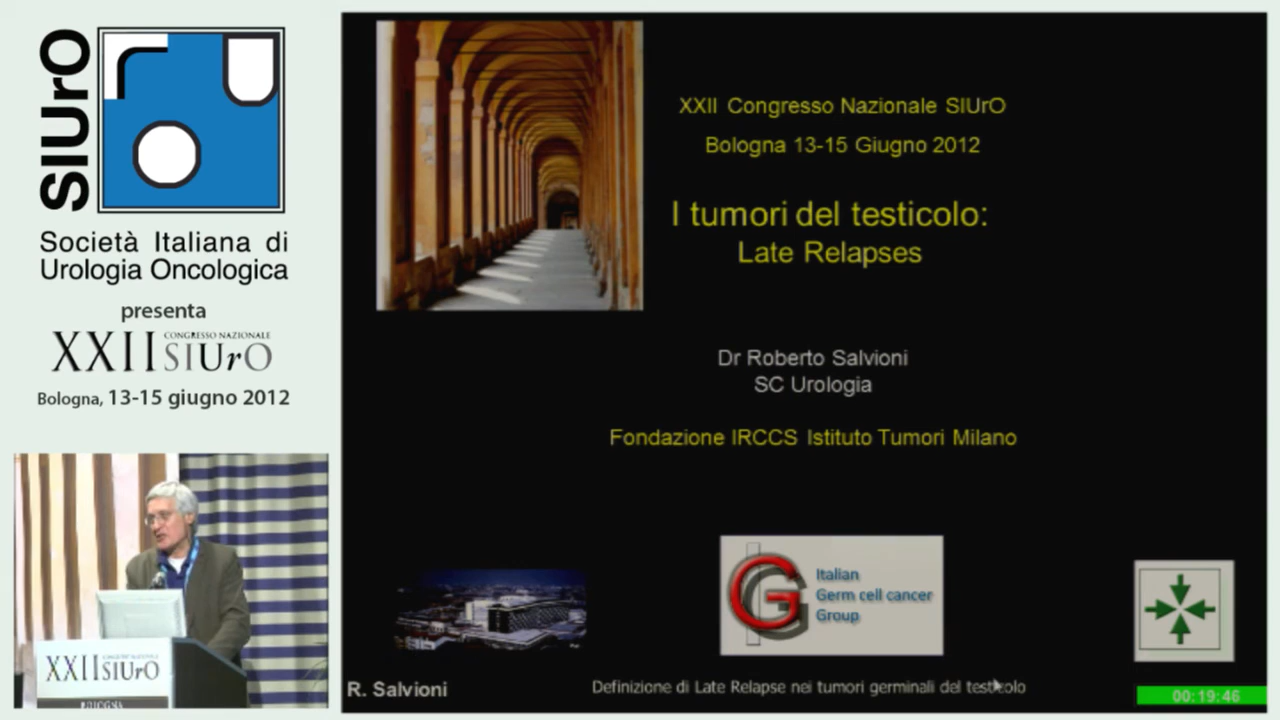 SIUrO
Società Italiana di
Urologia Oncologica
presenta
XXII CONGRESSO NAZIONALE
SIUrO
Bologna, 13-15 giugno 2012
XXII SIUrO
BOLOGNA
XXII Congresso Nazionale SIUrO
Bologna 13-15 Giugno 2012
I tumori del testicolo:
Late Relapses
Dr Roberto Salvioni
SC Urologia
Fondazione IRCCS Istituto Tumori Milano
G
Italian
Germ cell cancer
Group
R. Salvioni
Definizione di Late Relapse nei tumori germinali del testicolo
00:19:46